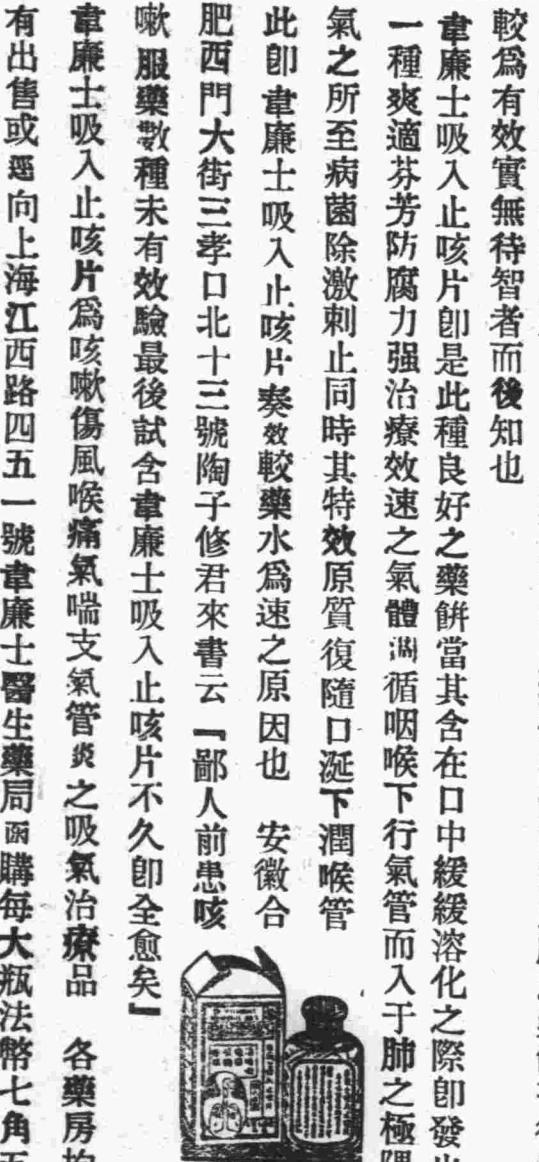 較爲有效實無待智者而後知也
韋廉士吸入止咳片卽是此種良好之藥餅當其含在口中緩緩溶化之際卽發出
一種爽適芬芳防腐力强治療效速之氣體循咽喉下行氣管而入于肺之極隅
氣之所至病菌除激刺止同時其特效原質復隨口涎下潤喉管
此卽韋廉士吸入止咳片奏效較藥水爲速之原因也　安徽合
肥西門大街三孝口北十三號陶子修君來書云『鄙人前患咳
嗽服藥數種未有效驗最後試含韋廉士吸入止咳片不久卽全愈矣』
韋廉士吸入止咳片爲咳嗽傷風喉痛氣喘支氣管炎之吸氣治療品　各藥房均
有出售或逕向上海江西路四五一號韋廉士醫生藥局函購每大瓶法幣七角五